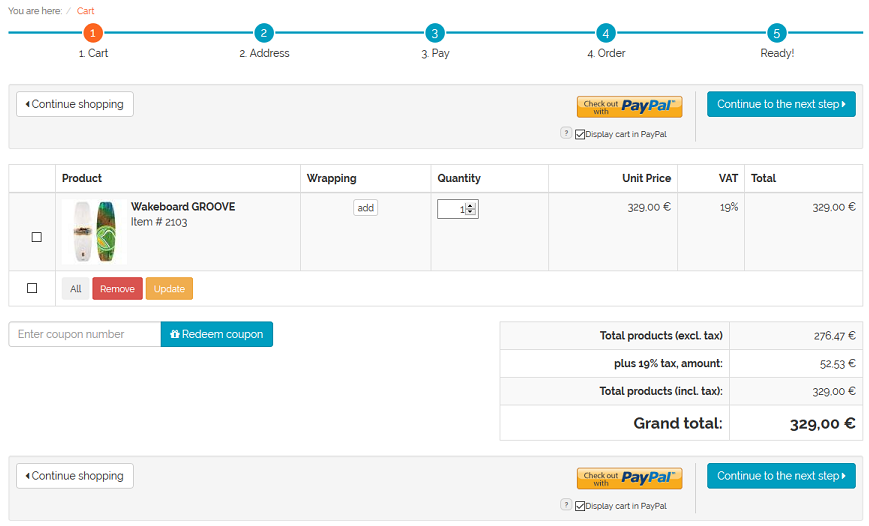 You are here: / Cart
1 2 3 4 5
1. Cart 2. Address 3. Pay 4. Order Ready!
Continue shopping Check out with PayPal™ Continue to the next step
? Display cart in PayPal
Product Wrapping Quantity Unit Price VAT Total
Wakeboard GROOVE add 1 329,00 € 19% 329,00 €
Item # 2103
All Remove Update
Enter coupon number Redeem coupon
Total products (excl. tax) 276,47 €
plus 19% tax, amount: 52,53 €
Total products (incl. tax): 329,00 €
Grand total: 329,00 €
Continue shopping Check out with PayPal™ Continue to the next step
? Display cart in PayPal